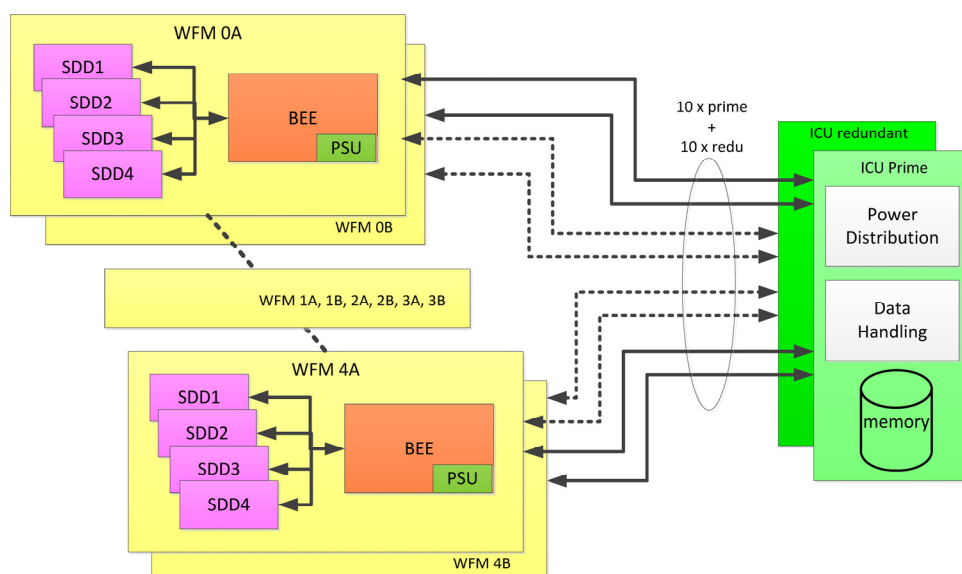 WFM 0A
SDD1
SDD2
SDD3
SDD4
BEE
PSU
WFM 0B
10 x prime
+
10 x redu
ICU redundant
ICU Prime
Power
Distribution
Data
Handling
memory
WFM 1A, 1B, 2A, 2B, 3A, 3B
WFM 4A
SDD1
SDD2
SDD3
SDD4
BEE
PSU
WFM 4B